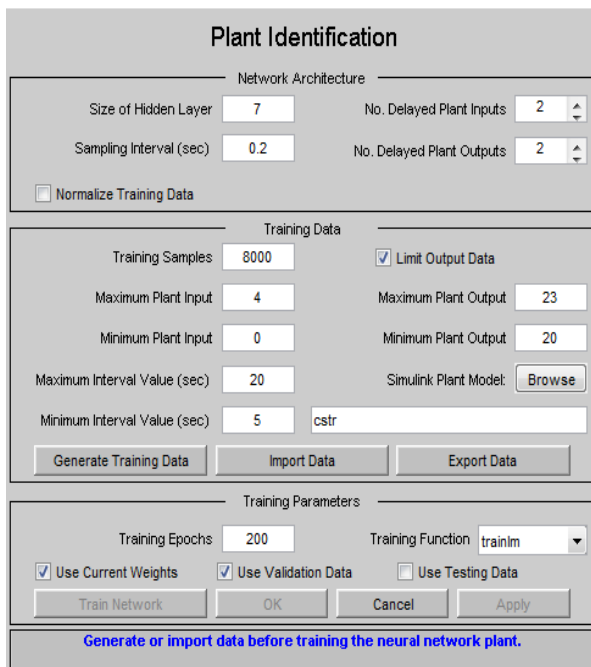 Plant Identification
Network Architecture
Size of Hidden Layer 7 No. Delayed Plant Inputs 2
Sampling Interval (sec) 0.2 No. Delayed Plant Outputs 2
Normalize Training Data
Training Data
Training Samples 8000 Limit Output Data
Maximum Plant Input 4 Maximum Plant Output 23
Minimum Plant Input 0 Minimum Plant Output 20
Maximum Interval Value (sec) 20 Simulink Plant Model: Browse
Minimum Interval Value (sec) 5 cstr
Generate Training Data Import Data Export Data
Training Parameters
Training Epochs 200 Training Function trainlm
Use Current Weights Use Validation Data Use Testing Data
Train Network OK Cancel Apply
Generate or import data before training the neural network plant.